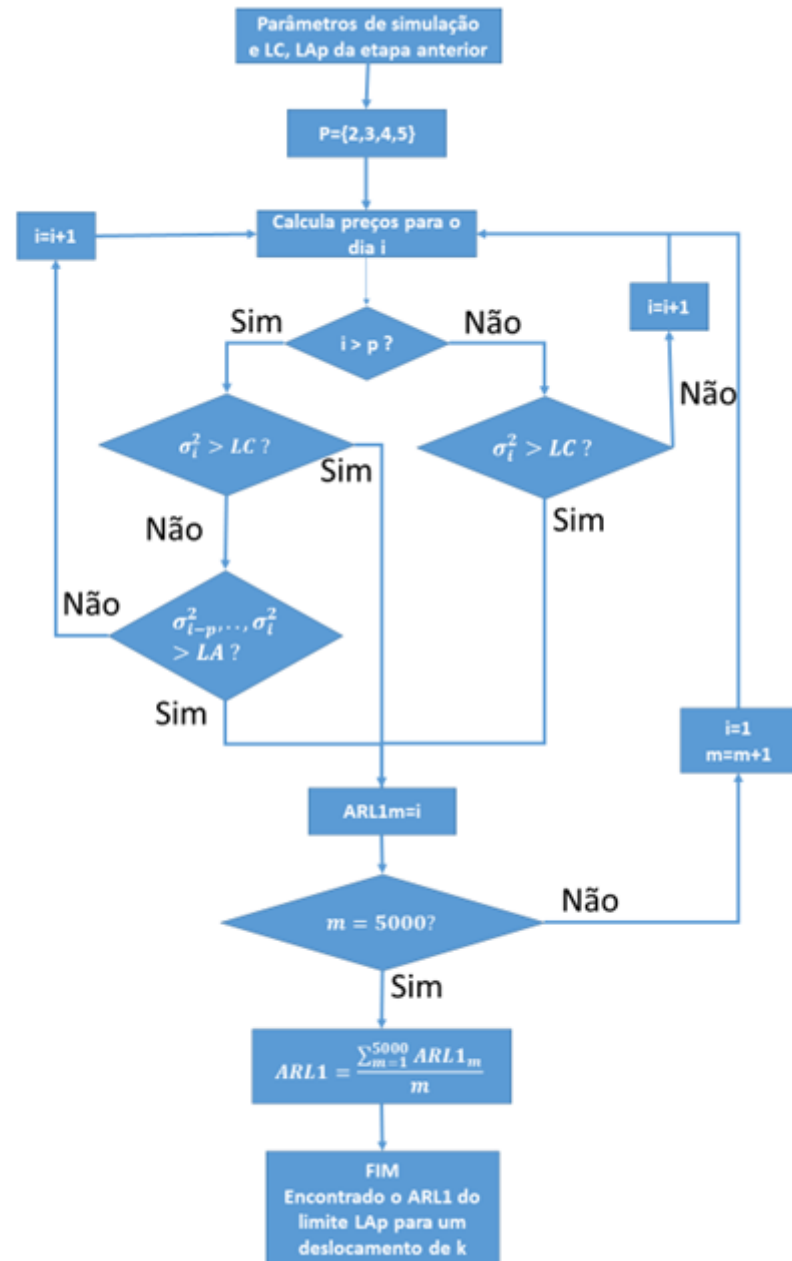 Parâmetros de simulação
e LC, LAp da etapa anterior
P={2,3,4,5}
i=i+1
Calcula preços para o
dia i
i=i+1
Sim
Não
i > p ?
Não
σ²ᵢ > LC ?
Sim
σ²ᵢ > LC ?
Não
Sim
Não
σ²ᵢ₋ₚ,..,σ²ᵢ
> LA ?
Sim
i=1
m=m+1
ARL1m=i
m = 5000?
Não
Sim
ARL1 = ∑⁵⁰⁰⁰ₘ₌₁ ARL1ₘ / m
FIM
Encontrado o ARL1 do
limite LAp para um
deslocamento de k